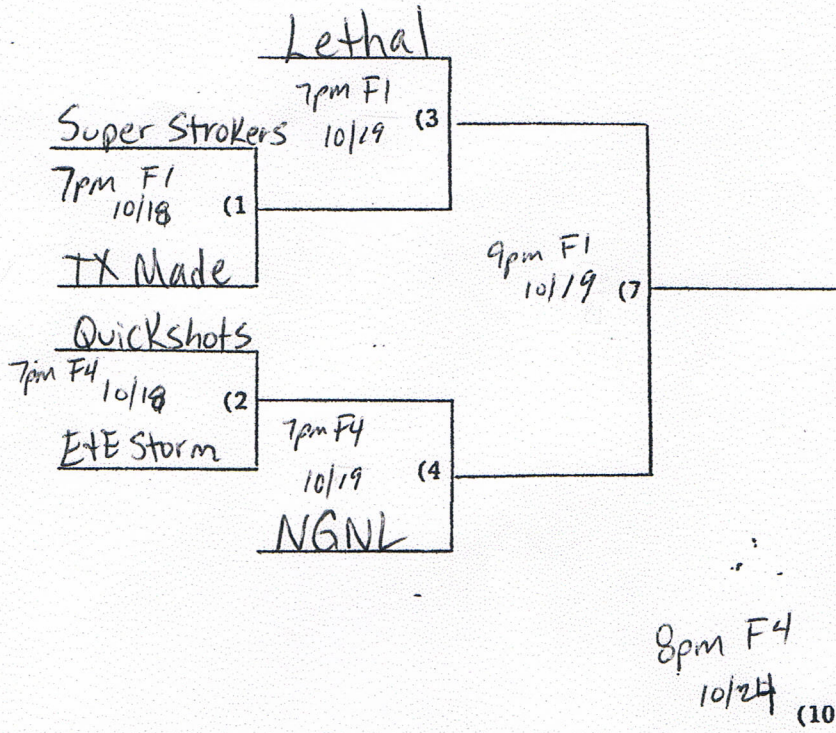 Lethal
7pm F1
10/19 (3
Super Strokers
7pm F1
10/18 (1
TX Made
9pm F1
10/19 (7
Quickshots
7pm F4
10/18 (2
E+E Storm
7pm F4
10/19 (4
NGNL
8pm F4
10/24
(10